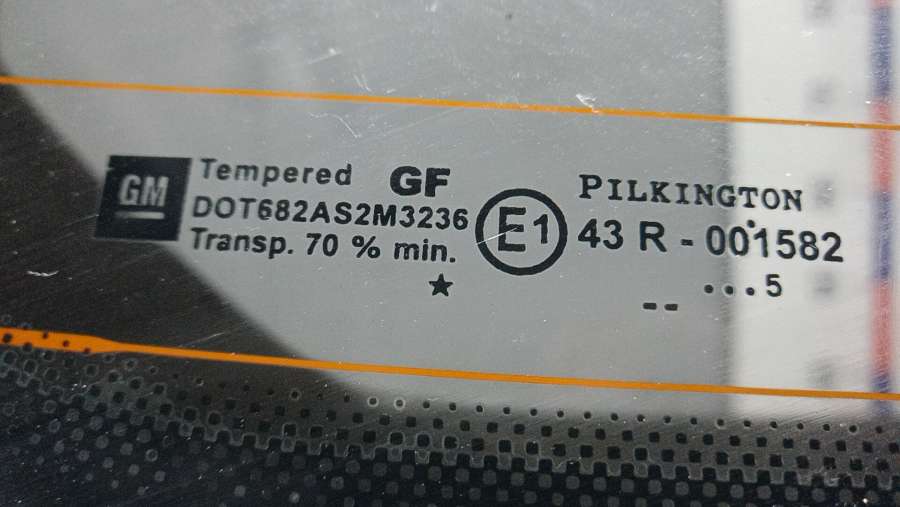 GM
Tempered GF
DOT682AS2M3236
Transp. 70 % min.
★
E1
PILKINGTON
43 R - 001582
-- ...5